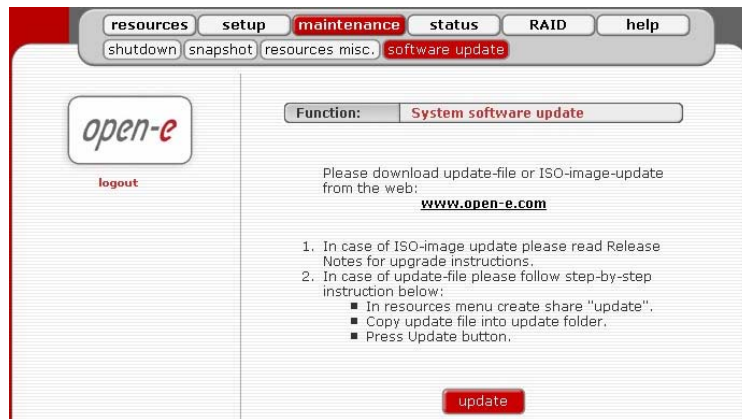 resources setup maintenance status RAID help
shutdown snapshot resources misc. software update
open-e
logout
Function: System software update
Please download update-file or ISO-image-update
from the web:
www.open-e.com
1. In case of ISO-image update please read Release
Notes for upgrade instructions.
2. In case of update-file please follow step-by-step
instruction below:
■ In resources menu create share "update".
■ Copy update file into update folder.
■ Press Update button.
update